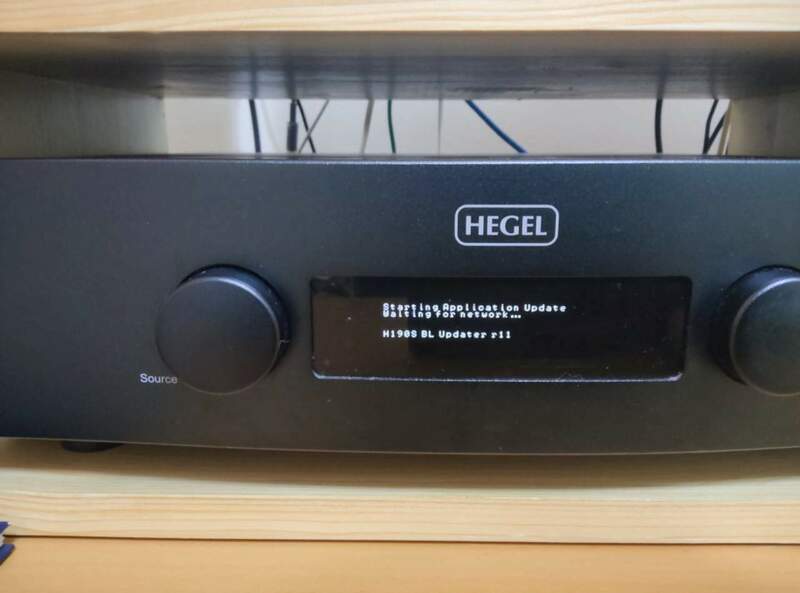 HEGEL
Starting Application Update
Waiting for network...
H190S BL Updater r11
Source